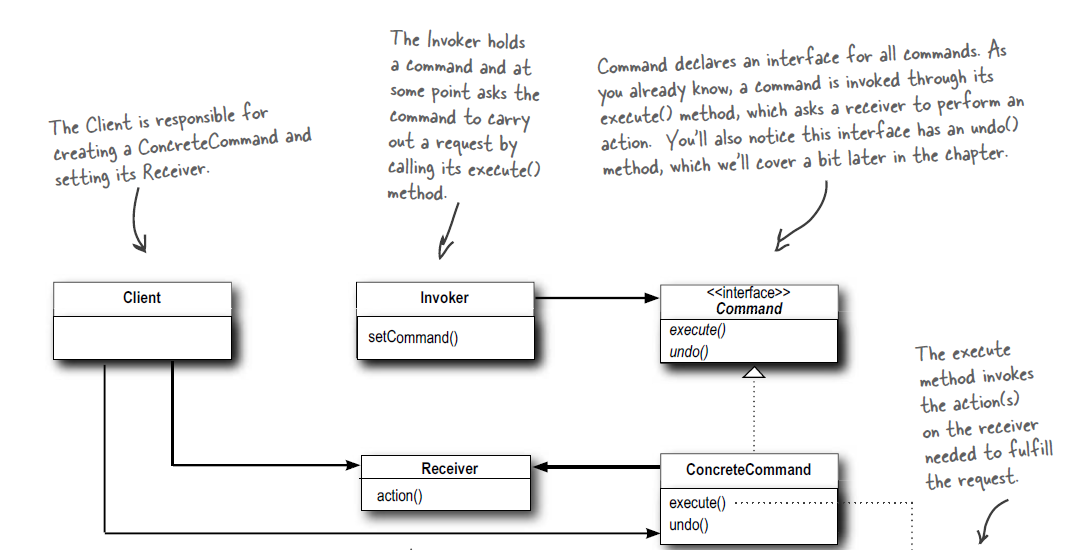 The Client is responsible for
creating a ConcreteCommand and
setting its Receiver.
The Invoker holds
a command and at
some point asks the
command to carry
out a request by
calling its execute()
method.
Command declares an interface for all commands. As
you already know, a command is invoked through its
execute() method, which asks a receiver to perform an
action. You'll also notice this interface has an undo()
method, which we'll cover a bit later in the chapter.
Client
Invoker
setCommand()
<<interface>>
Command
execute()
undo()
The execute
method invokes
the action(s)
on the receiver
needed to fulfill
the request.
Receiver
action()
ConcreteCommand
execute()
undo()